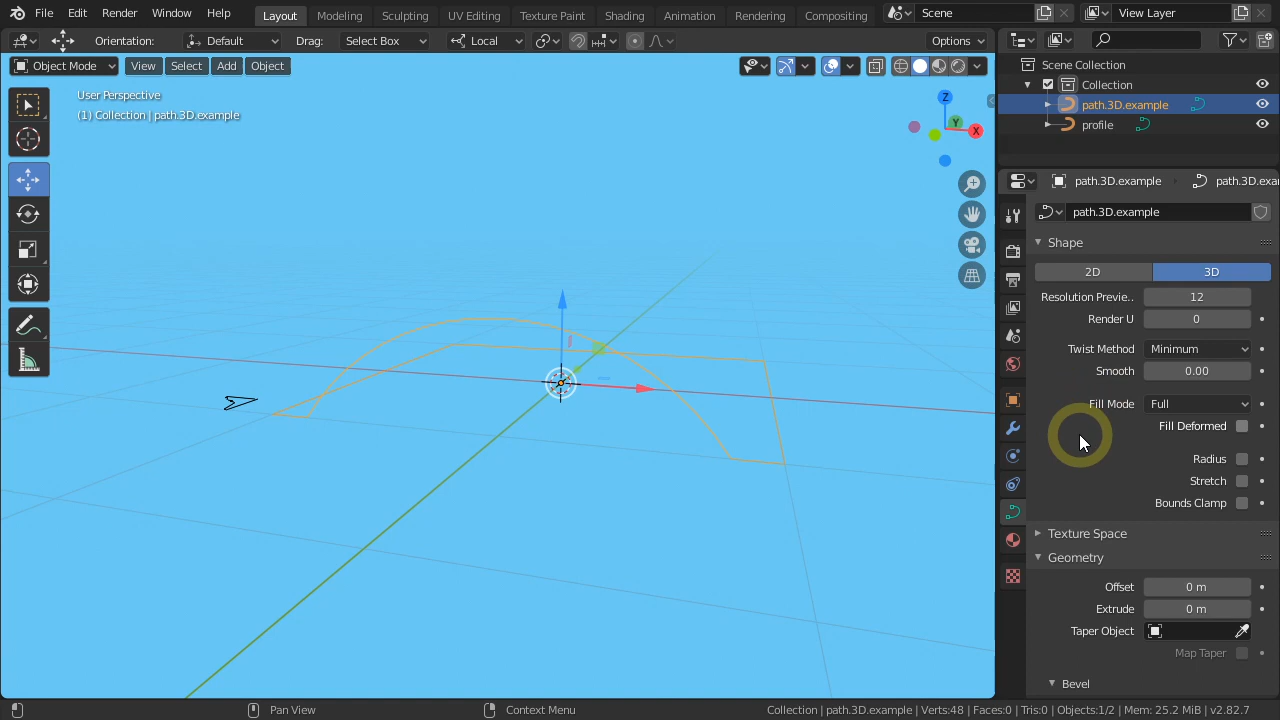 File Edit Render Window Help Layout Modeling Sculpting UV Editing Texture Paint Shading Animation Rendering Compositing Scene View Layer
Orientation: Default Drag: Select Box Local Options
Object Mode View Select Add Object
User Perspective
(1) Collection | path.3D.example
Z
Y
X
Scene Collection
Collection
path.3D.example
profile
path.3D.example path.3D.exa
path.3D.example
Shape
2D 3D
Resolution Previe.. 12
Render U 0
Twist Method Minimum
Smooth 0.00
Fill Mode Full
Fill Deformed
Radius
Stretch
Bounds Clamp
Texture Space
Geometry
Offset 0 m
Extrude 0 m
Taper Object
Map Taper
Bevel
Pan View Context Menu Collection | path.3D.example | Verts:48 | Faces:0 | Tris:0 | Objects:1/2 | Mem: 25.2 MiB | v2.82.7